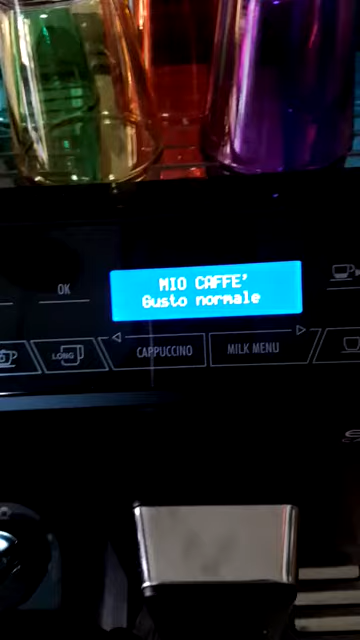 MIO CAFFE'
Gusto normale
OK
LONG
CAPPUCCINO
MILK MENU